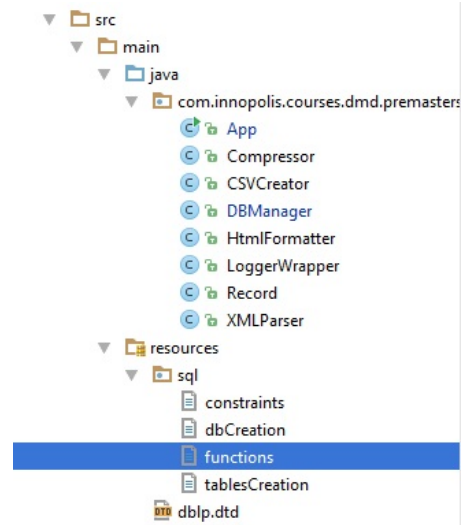 src
main
java
com.innopolis.courses.dmd.premasters
App
Compressor
CSVCreator
DBManager
HtmlFormatter
LoggerWrapper
Record
XMLParser
resources
sql
constraints
dbCreation
functions
tablesCreation
DTD dblp.dtd